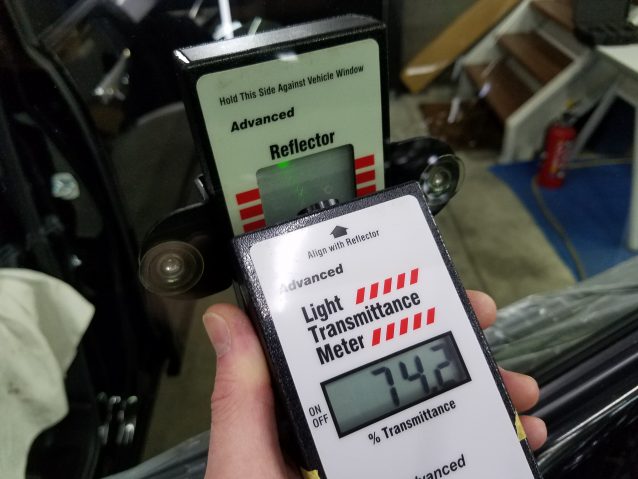 Hold This Side Against Vehicle Window
Advanced
Reflector
Align with Reflector
Advanced
Light
Transmittance
Meter
74.2
ON
OFF
% Transmittance
Advanced